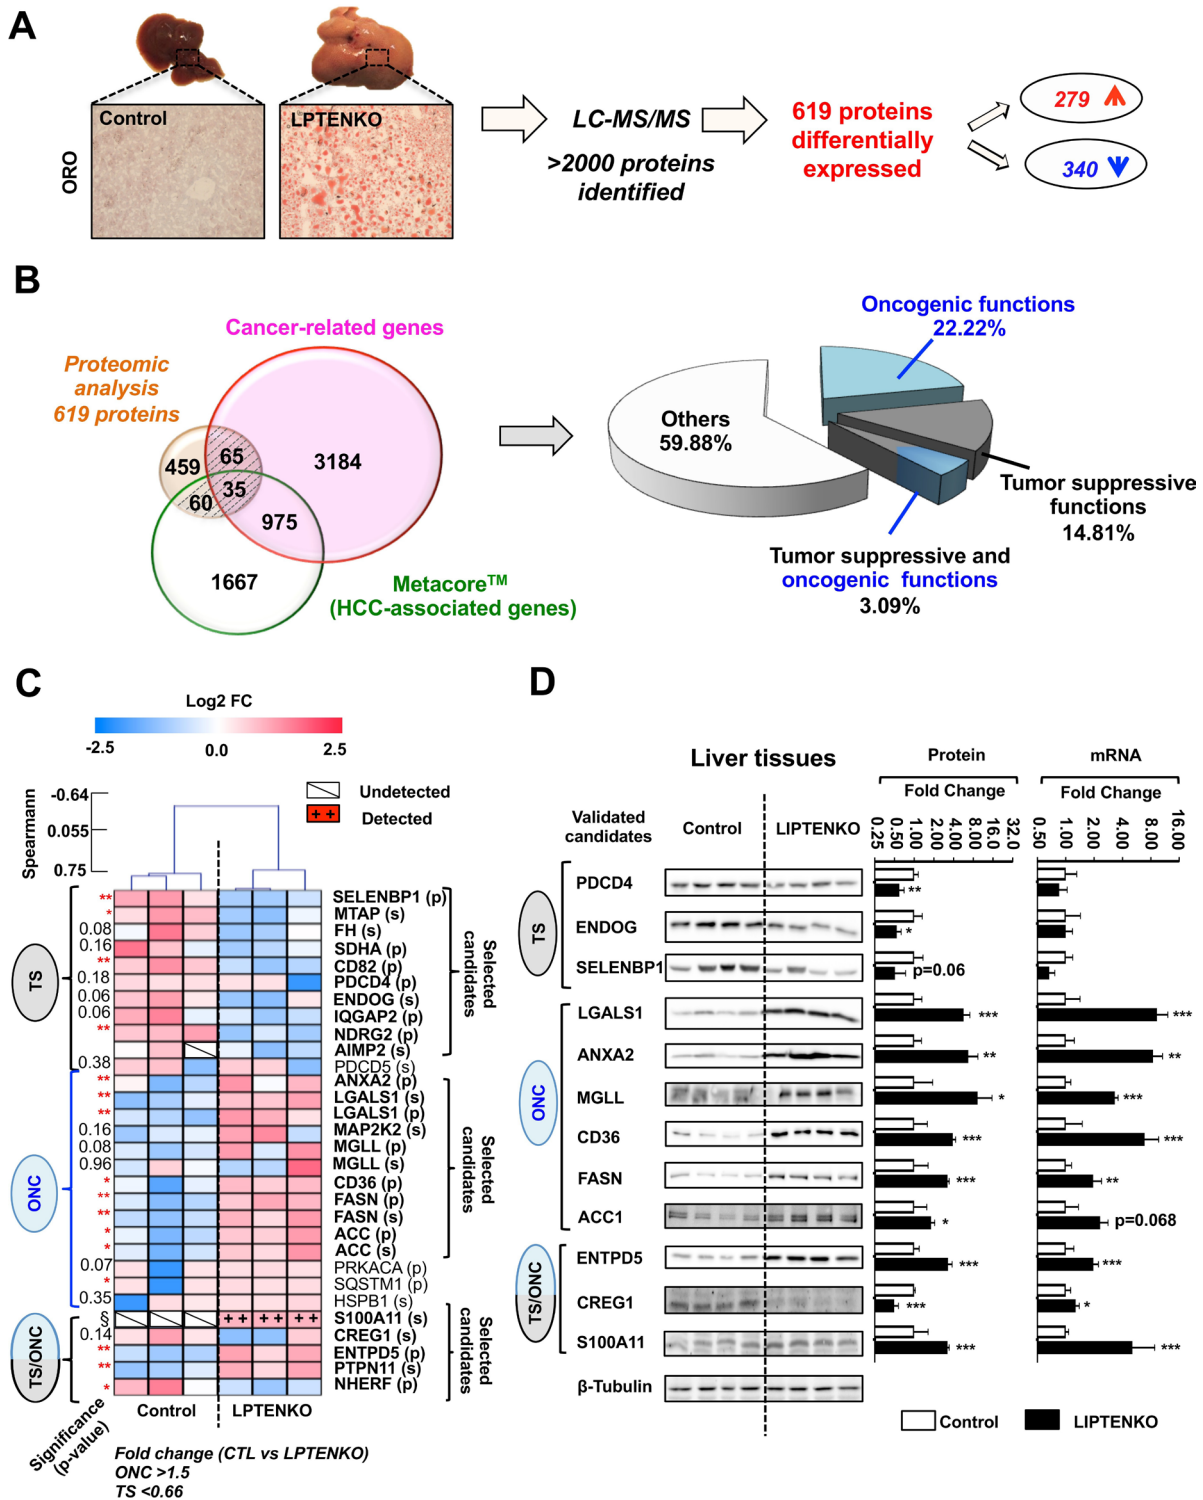 A
Control
LPTENKO
ORO
LC-MS/MS
>2000 proteins
identified
619 proteins
differentially
expressed
279
340
B
Cancer-related genes
Proteomic
analysis
619 proteins
459
65
3184
35
60
975
1667
Metacore™
(HCC-associated genes)
Oncogenic functions
22.22%
Others
59.88%
Tumor suppressive
functions
14.81%
Tumor suppressive and
oncogenic functions
3.09%
C
Log2 FC
-2.5
0.0
2.5
Undetected
++ Detected
Spearmann
-0.64
0.055
0.75
TS
** SELENBP1 (p)
* MTAP (s)
0.08 FH (s)
0.16 SDHA (p)
** CD82 (p)
0.18 PDCD4 (p)
0.06 ENDOG (s)
0.06 IQGAP2 (p)
** NDRG2 (p)
AIMP2 (s)
0.38 PDCD5 (s)
Selected
candidates
ONC
** ANXA2 (p)
** LGALS1 (s)
** LGALS1 (p)
0.16 MAP2K2 (s)
0.08 MGLL (p)
0.96 MGLL (s)
* CD36 (p)
** FASN (p)
** FASN (s)
* ACC (p)
* ACC (s)
0.07 PRKACA (p)
* SQSTM1 (p)
0.35 HSPB1 (s)
Selected
candidates
TS/ONC
§ ++ ++ ++ S100A11 (s)
0.14 CREG1 (s)
** ENTPD5 (p)
** PTPN11 (s)
* NHERF (p)
Selected
candidates
Control
LPTENKO
Significance
(p-value)
Fold change (CTL vs LPTENKO)
ONC >1.5
TS <0.66
D
Liver tissues
Validated
candidates
Control
LIPTENKO
Protein
Fold Change
0.25
0.50
1.00
2.00
4.00
8.00
16.0
32.0
mRNA
Fold Change
0.50
1.00
2.00
4.00
8.00
16.00
TS
PDCD4 **
ENDOG *
SELENBP1 p=0.06
ONC
LGALS1 *** ***
ANXA2 ** **
MGLL * ***
CD36 *** ***
FASN *** **
ACC1 * p=0.068
TS/ONC
ENTPD5 *** ***
CREG1 *** *
S100A11 *** ***
β-Tubulin
Control
LIPTENKO